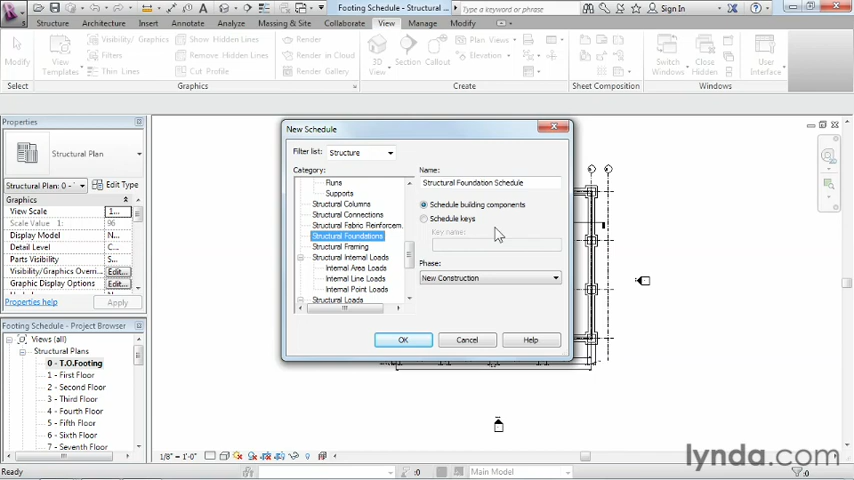 Footing Schedule - Structural ...
Type a keyword or phrase
Sign In
Structure
Architecture
Insert
Annotate
Analyze
Massing & Site
Collaborate
View
Manage
Modify
Modify
View
Templates
Visibility/ Graphics
Filters
Thin Lines
Show Hidden Lines
Remove Hidden Lines
Cut Profile
Render
Render in Cloud
Render Gallery
3D
View
Section
Callout
Plan Views
Elevation
Switch
Windows
Close
Hidden
User
Interface
Select
Graphics
Create
Sheet Composition
Windows
Properties
Structural Plan
Structural Plan: 0 -
Edit Type
Graphics
View Scale
1...
Scale Value 1:
96
Display Model
N...
Detail Level
C...
Parts Visibility
S...
Visibility/Graphics Overri...
Edit...
Graphic Display Options
Edit...
Properties help
Apply
Footing Schedule - Project Browser
Views (all)
Structural Plans
0 - T.O.Footing
1 - First Floor
2 - Second Floor
3 - Third Floor
4 - Fourth Floor
5 - Fifth Floor
6 - Sixth Floor
7 - Seventh Floor
New Schedule
Filter list:
Structure
Category:
Runs
Supports
Structural Columns
Structural Connections
Structural Fabric Reinforcem
Structural Foundations
Structural Framing
Structural Internal Loads
Internal Area Loads
Internal Line Loads
Internal Point Loads
Structural Loads
Name:
Structural Foundation Schedule
Schedule building components
Schedule keys
Key name:
Phase:
New Construction
OK
Cancel
Help
1/8" = 1'-0"
Ready
:0
Main Model
:0
lynda.com